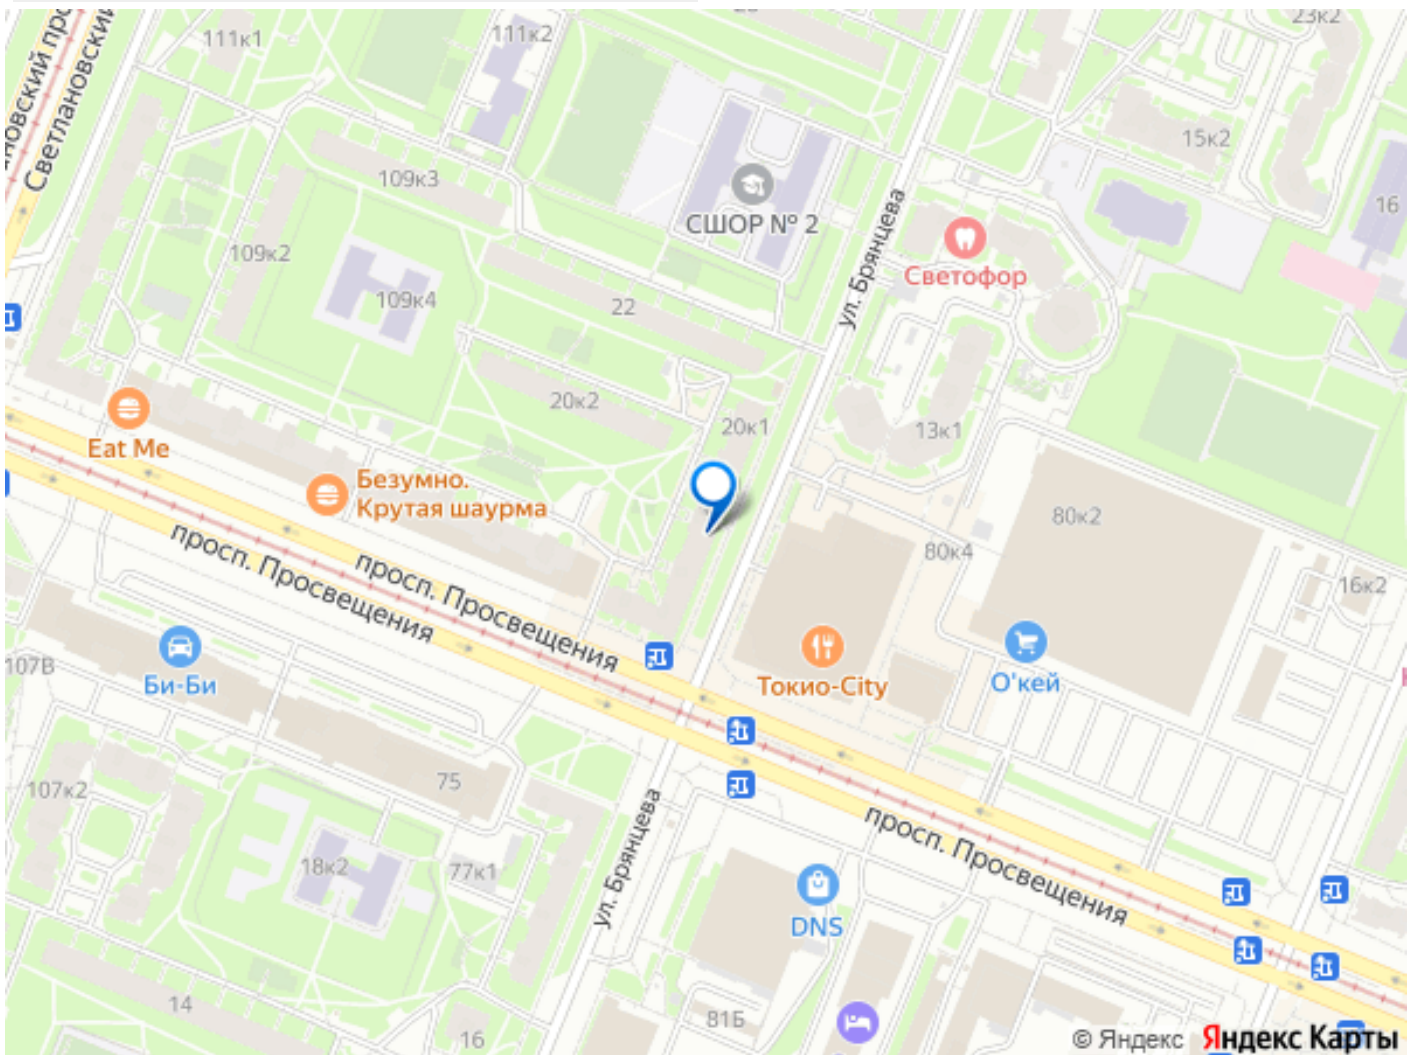 23к2
111к1
111к2
Светлановский
15к2
109к3
16
СШОР № 2
ул. Брянцева
109к2
Светофор
109к4
22
20к2
20к1
13к1
Eat Me
Безумно.
Крутая шаурма
80к2
просп. Просвещения
просп. Просвещения
80к4
16к2
107В
Би-Би
Токио-City
О'кей
75
107к2
ул. Брянцева
просп. Просвещения
18к2
77к1
DNS
14
81Б
16
© Яндекс Яндекс Карты